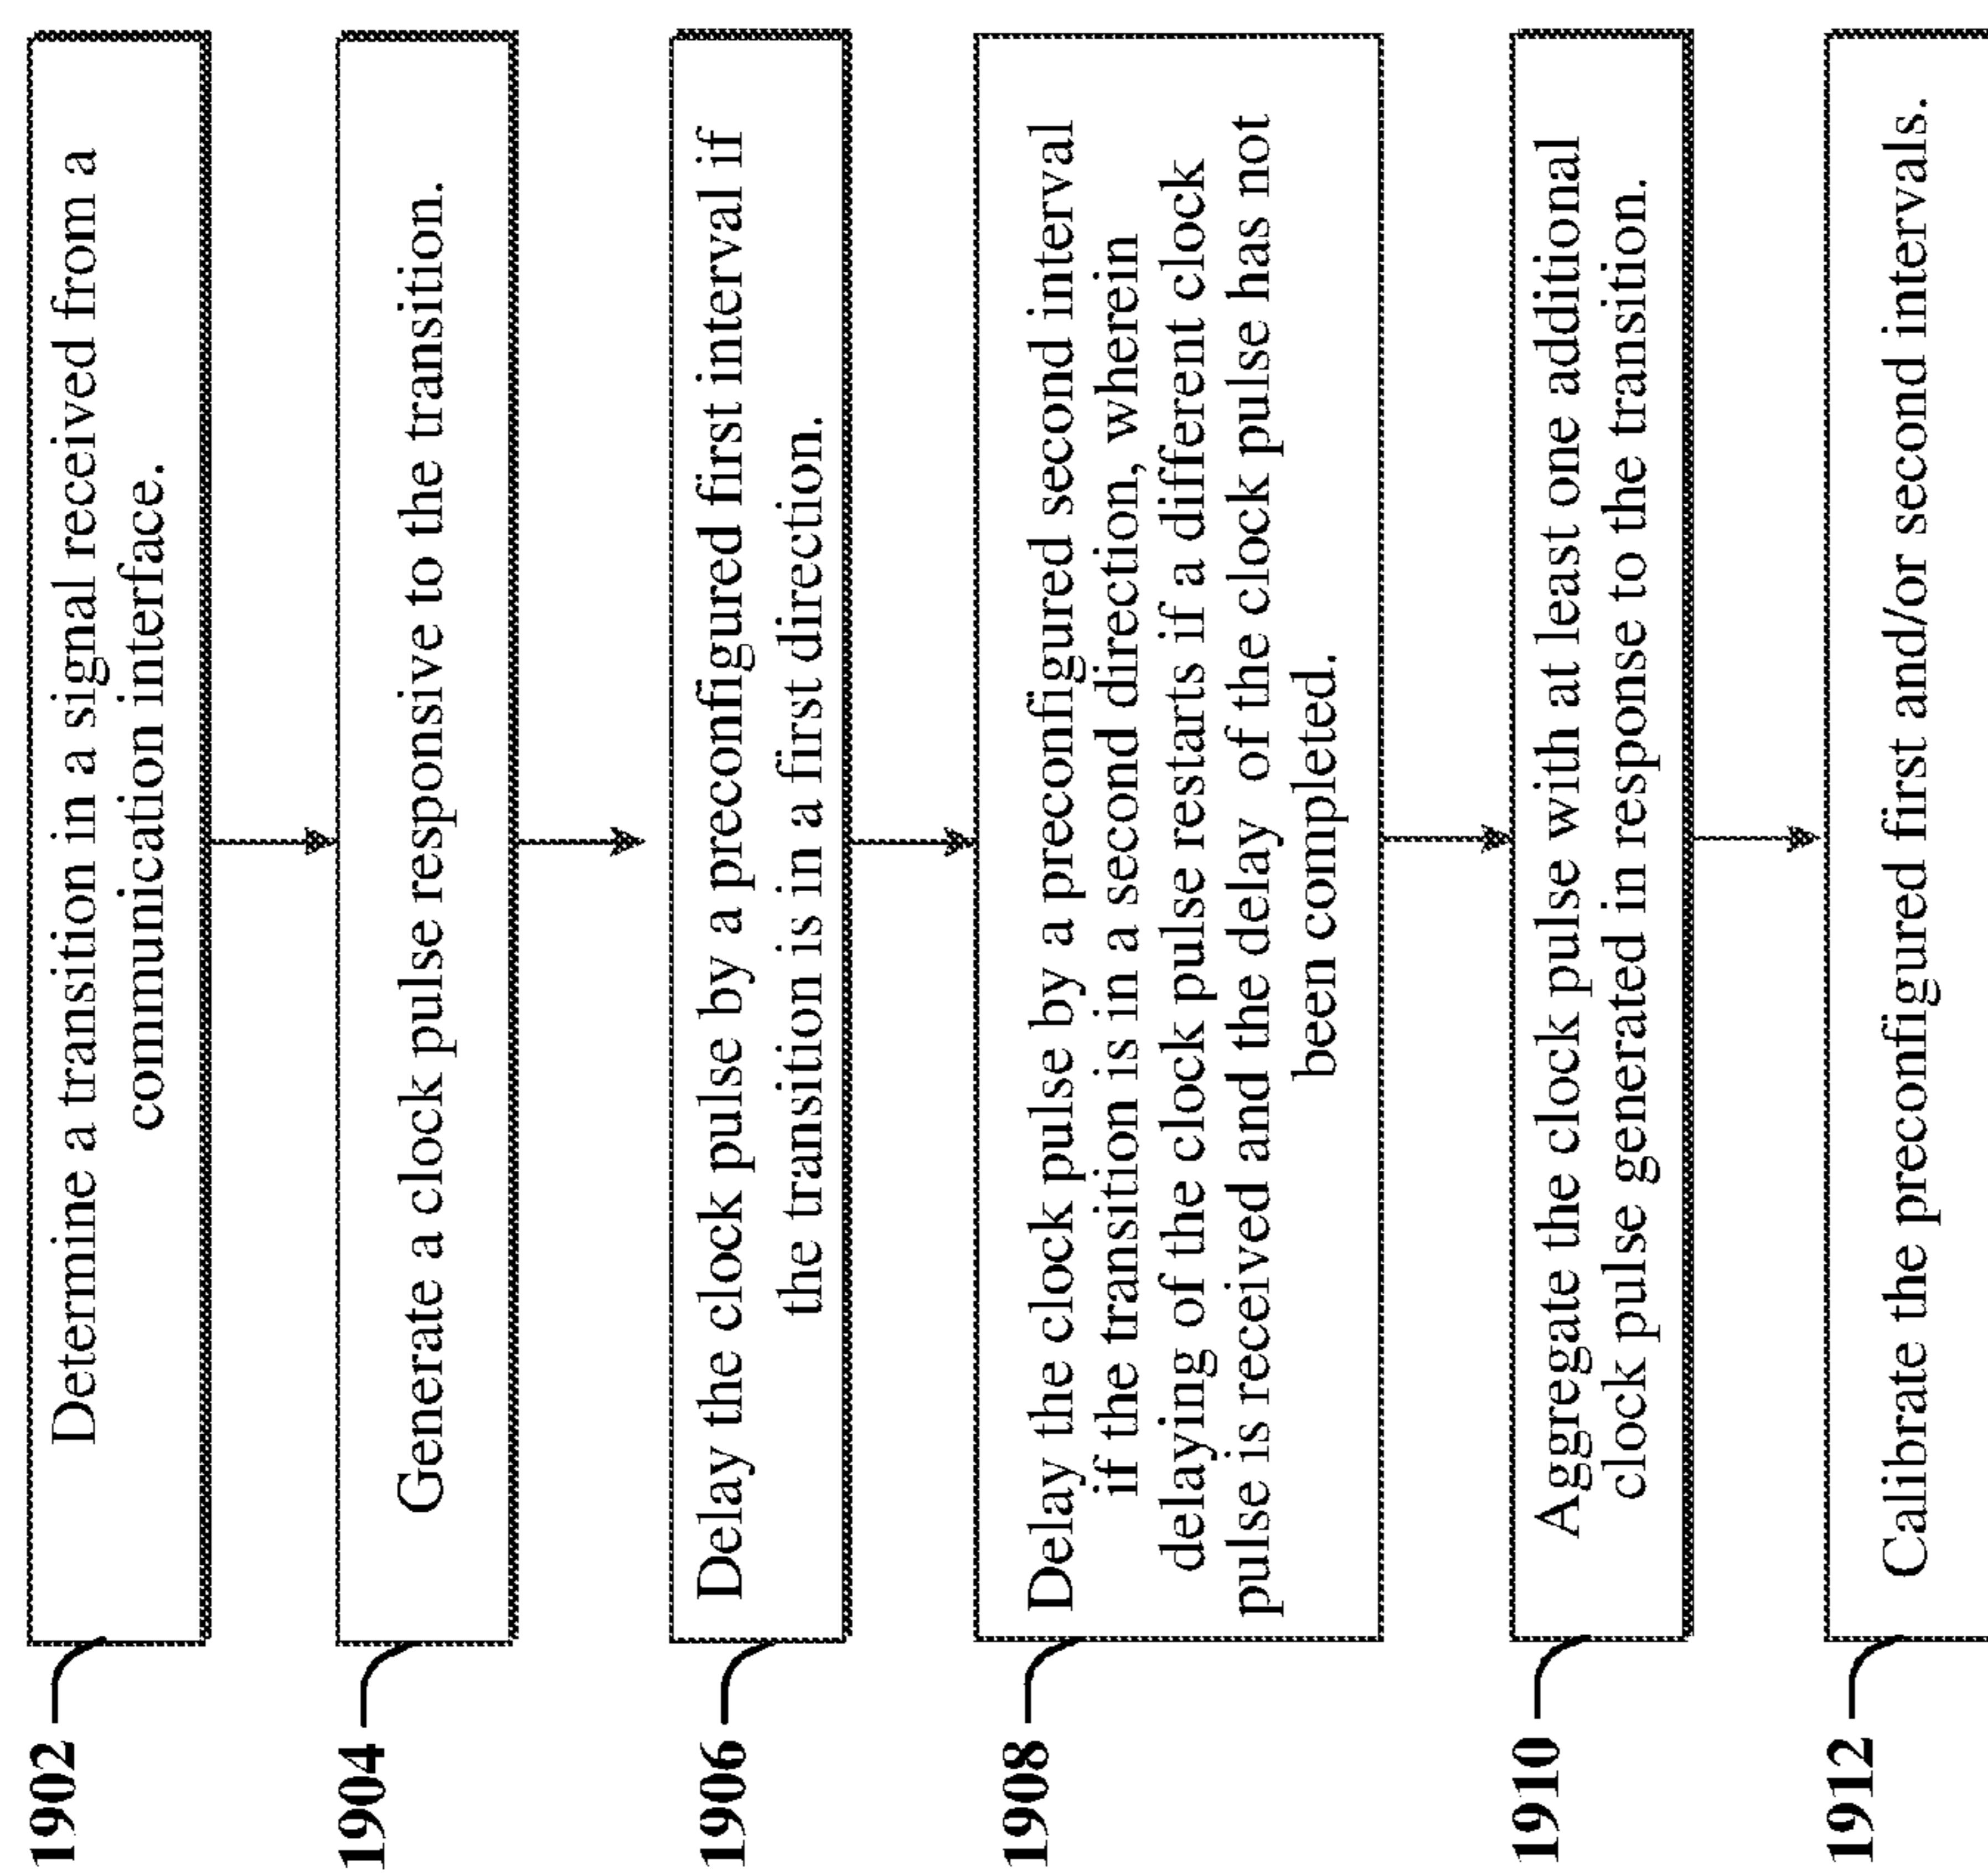 1902
Determine a transition in a signal received from a
communication interface.
1904
Generate a clock pulse responsive to the transition.
1906
Delay the clock pulse by a preconfigured first interval if
the transition is in a first direction.
1908
Delay the clock pulse by a preconfigured second interval
if the transition is in a second direction, wherein
delaying of the clock pulse restarts if a different clock
pulse is received and the delay of the clock pulse has not
been completed.
1910
Aggregate the clock pulse with at least one additional
clock pulse generated in response to the transition.
1912
Calibrate the preconfigured first and/or second intervals.